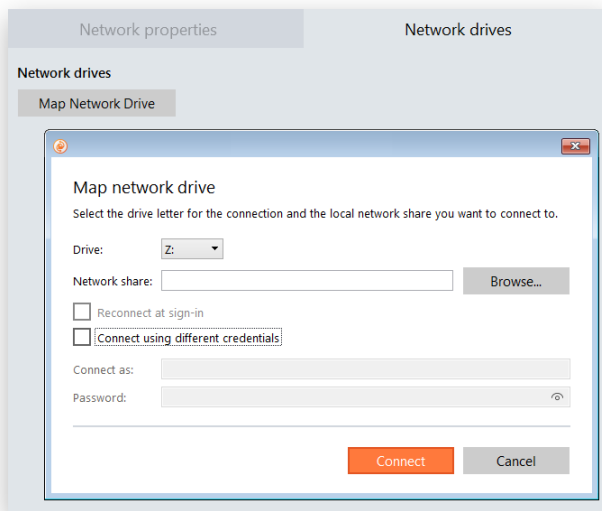 Network properties
Network drives
Network drives
Map Network Drive
Map network drive
Select the drive letter for the connection and the local network share you want to connect to.
Drive: Z:
Network share: Browse...
Reconnect at sign-in
Connect using different credentials
Connect as:
Password:
Connect Cancel